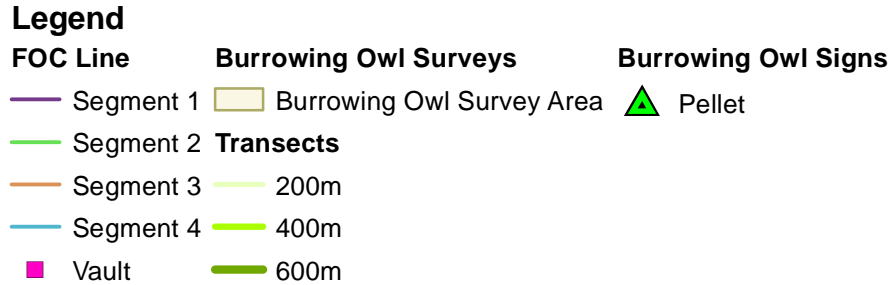 Legend
FOC Line
Segment 1
Segment 2
Segment 3
Segment 4
Vault
Burrowing Owl Surveys
Burrowing Owl Survey Area
Transects
200m
400m
600m
Burrowing Owl Signs
Pellet